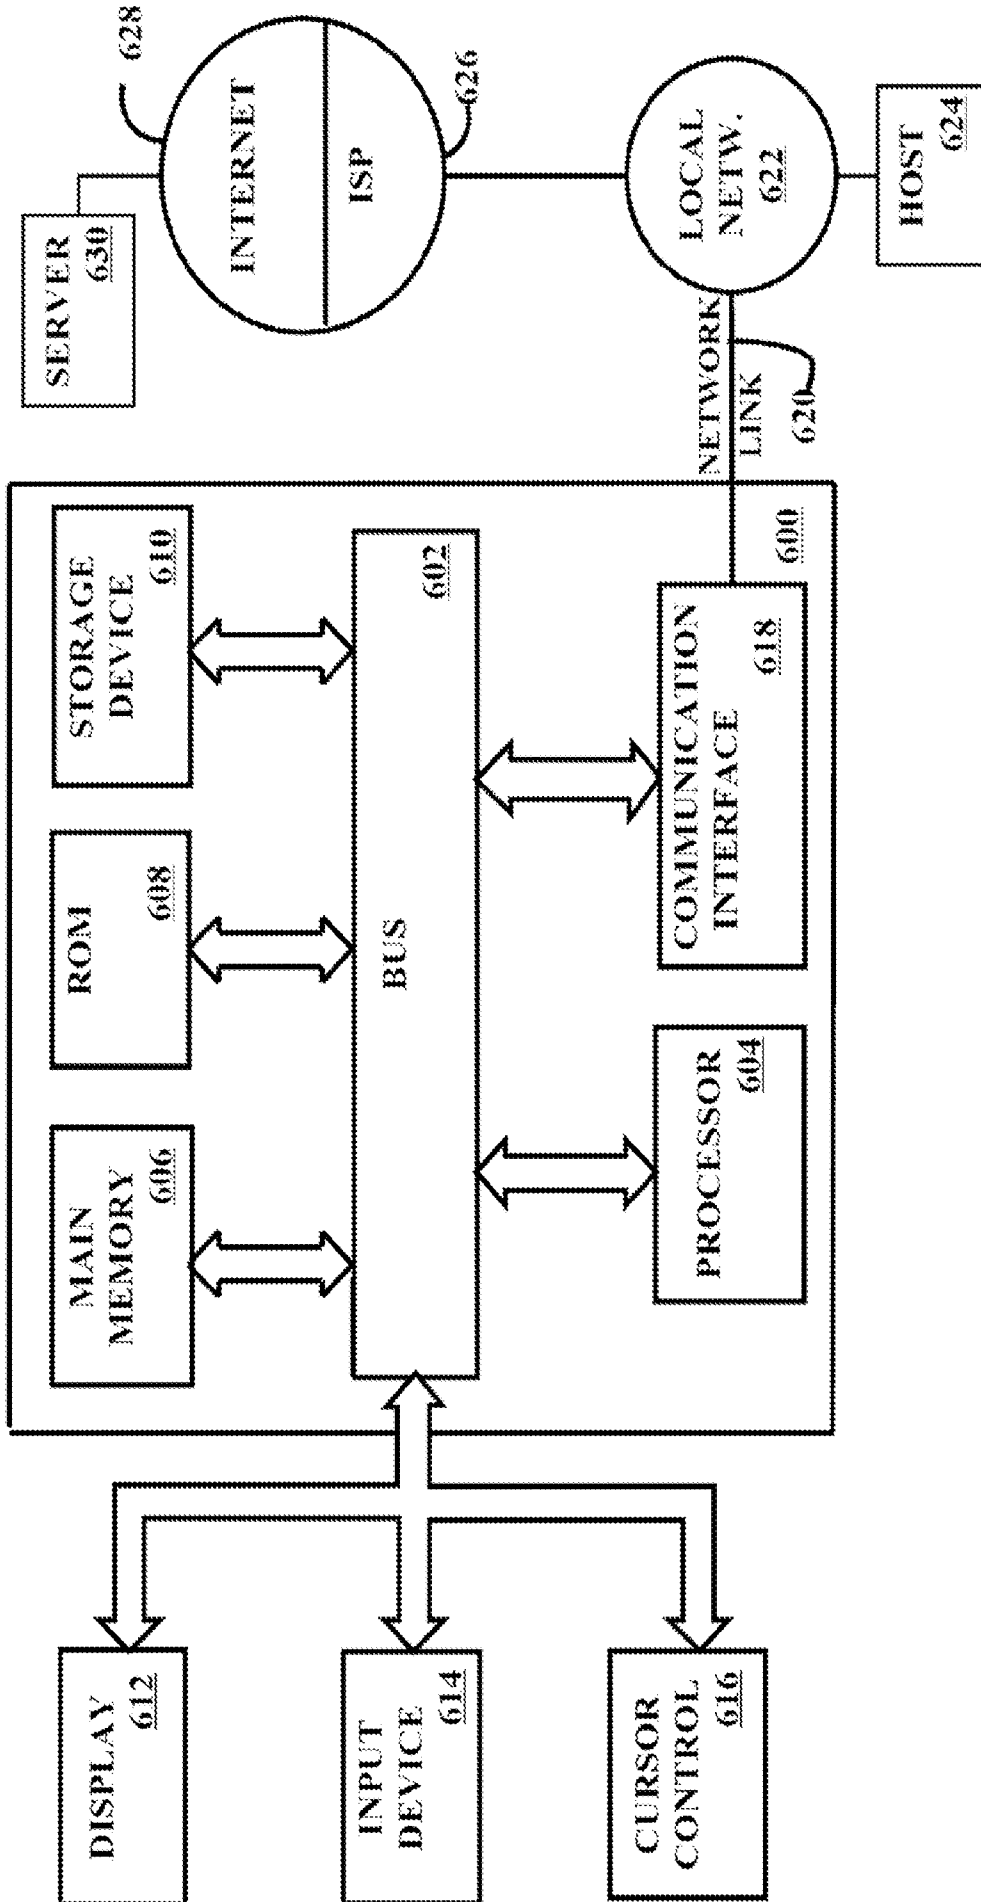 DISPLAY
612
INPUT
DEVICE
614
CURSOR
CONTROL
616
MAIN
MEMORY
606
ROM
608
STORAGE
DEVICE
610
BUS
602
PROCESSOR
604
COMMUNICATION
INTERFACE
618
600
NETWORK
LINK
620
SERVER
630
628
INTERNET
ISP
626
LOCAL
NETW.
622
HOST
624